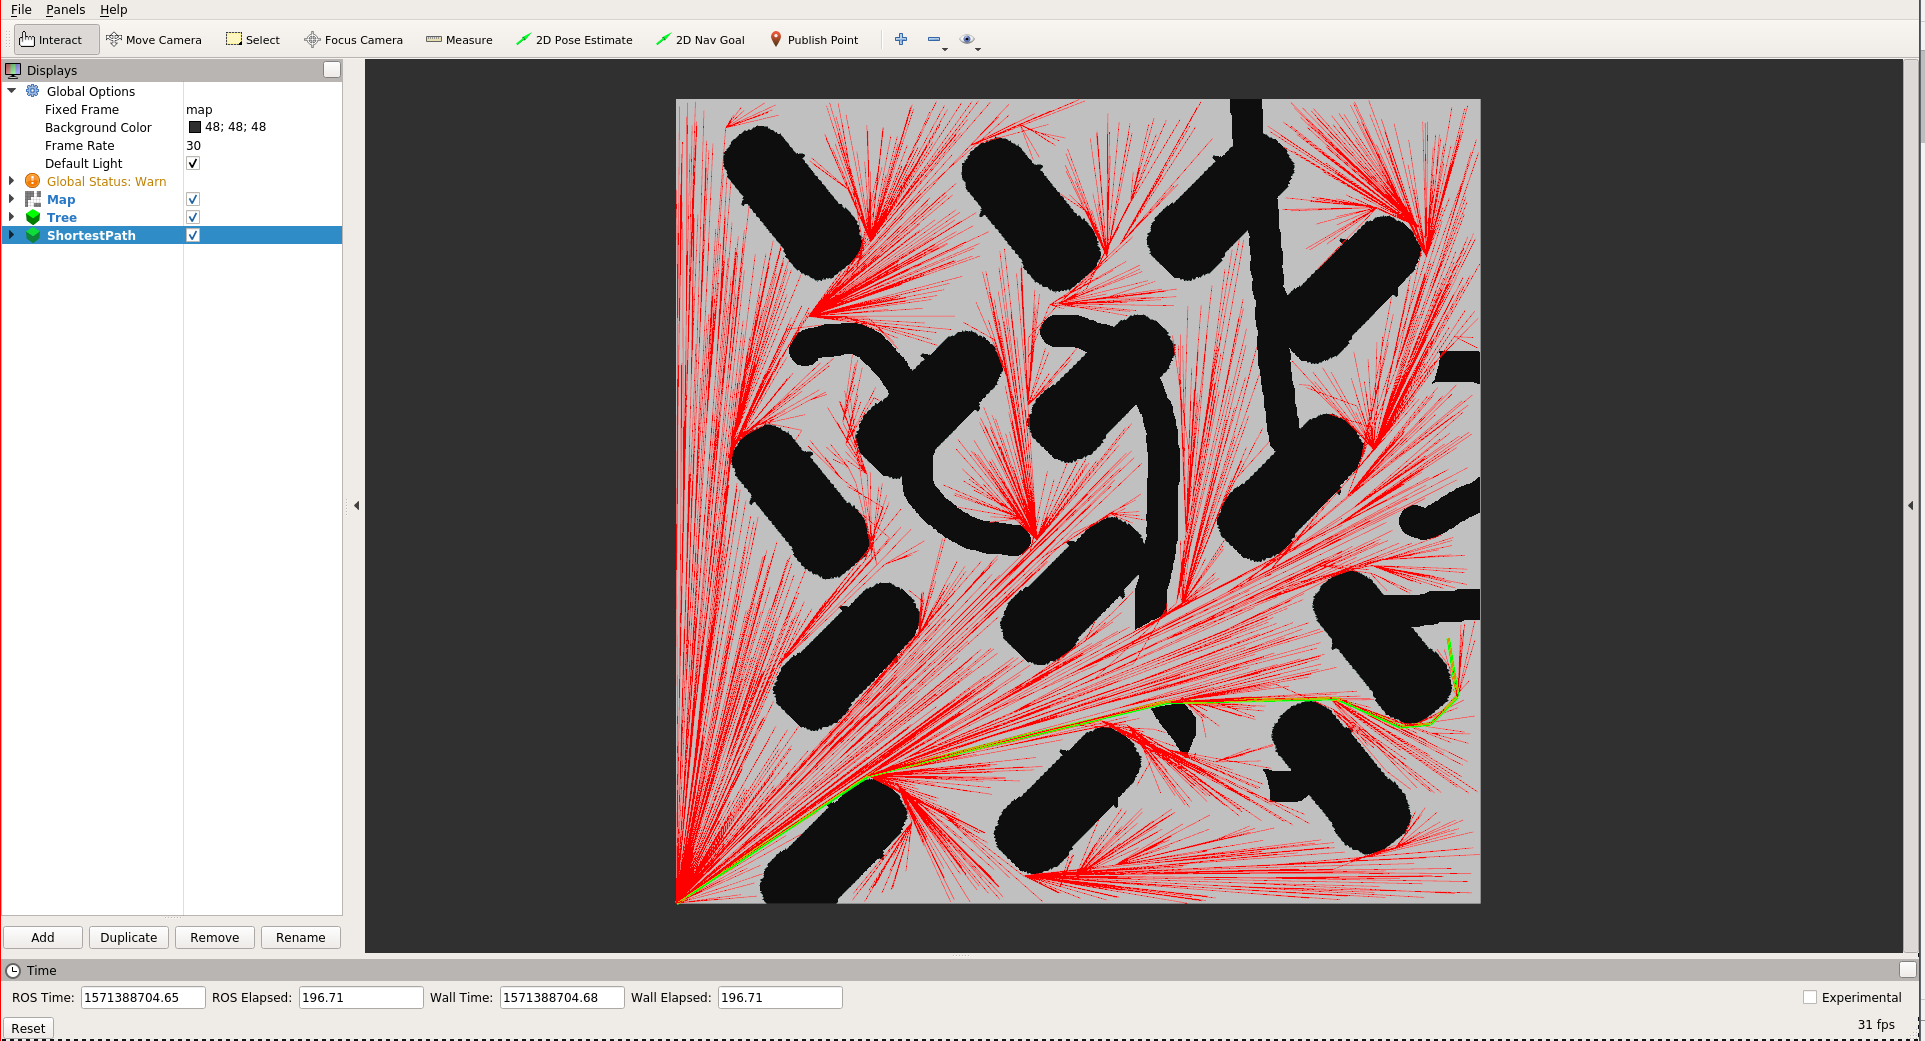 File Panels Help
Interact Move Camera Select Focus Camera Measure 2D Pose Estimate 2D Nav Goal Publish Point
Displays
Global Options
Fixed Frame map
Background Color 48; 48; 48
Frame Rate 30
Default Light
Global Status: Warn
Map
Tree
ShortestPath
Add Duplicate Remove Rename
Time
ROS Time: 1571388704.65 ROS Elapsed: 196.71 Wall Time: 1571388704.68 Wall Elapsed: 196.71 Experimental
Reset 31 fps